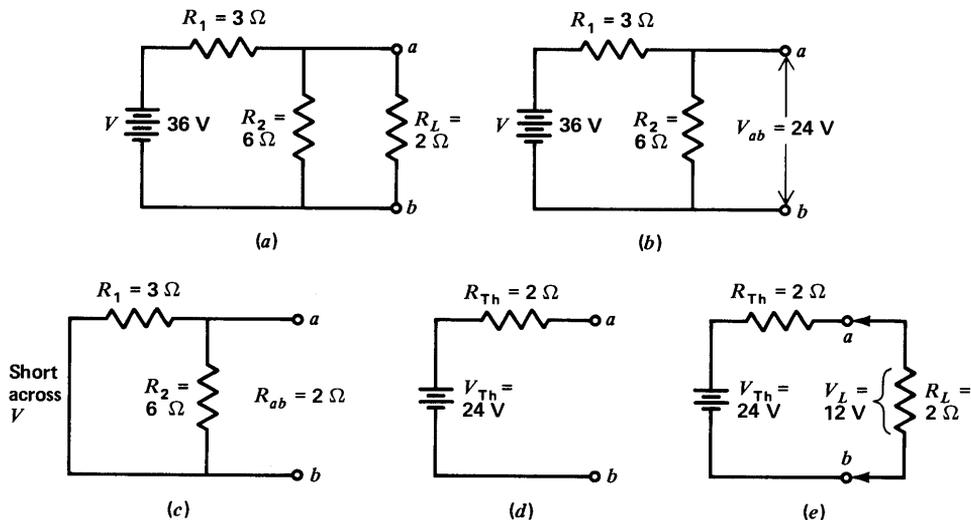 R1 = 3 Ω
a
V
36 V
R2 =
6 Ω
RL =
2 Ω
b
(a)
R1 = 3 Ω
a
V
36 V
R2 =
6 Ω
Vab = 24 V
b
(b)
R1 = 3 Ω
a
Short
across
V
R2 =
6 Ω
Rab = 2 Ω
b
(c)
RTh = 2 Ω
a
VTh =
24 V
b
(d)
RTh = 2 Ω
a
VTh =
24 V
VL =
12 V
RL =
2 Ω
b
(e)